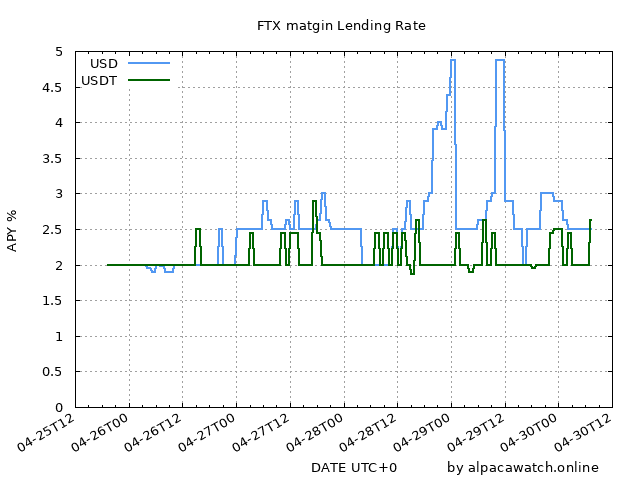 FTX matgin Lending Rate
USD
USDT
5
4.5
4
3.5
3
2.5
2
1.5
1
0.5
0
APY %
04-25T12
04-26T00
04-26T12
04-27T00
04-27T12
04-28T00
04-28T12
04-29T00
04-29T12
04-30T00
04-30T12
DATE UTC+0
by alpacawatch.online